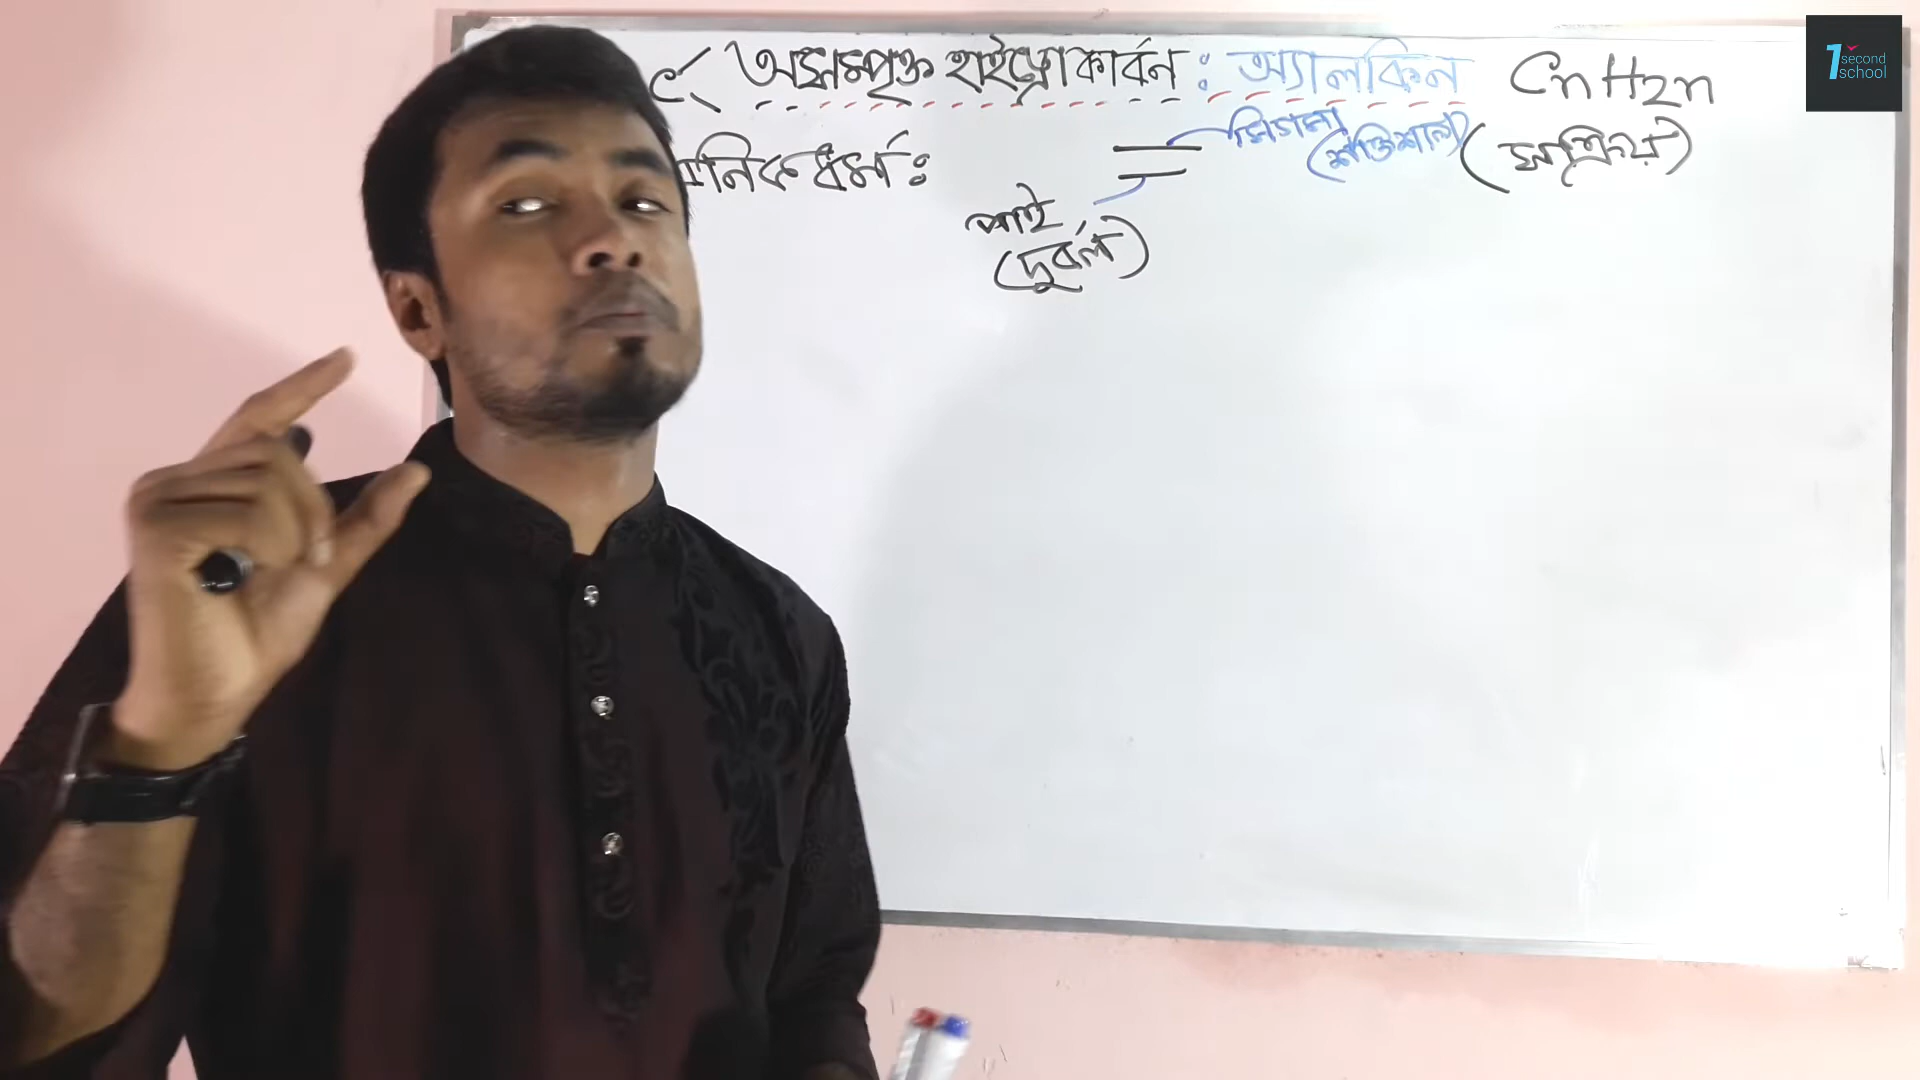 অসম্পৃক্ত হাইড্রোকার্বন : অ্যালকিন CnH2n
নিক ধর্ম :
সিগমা (শক্তিশালী) (সক্রিয়)
পাই
(দুর্বল)
1 second school